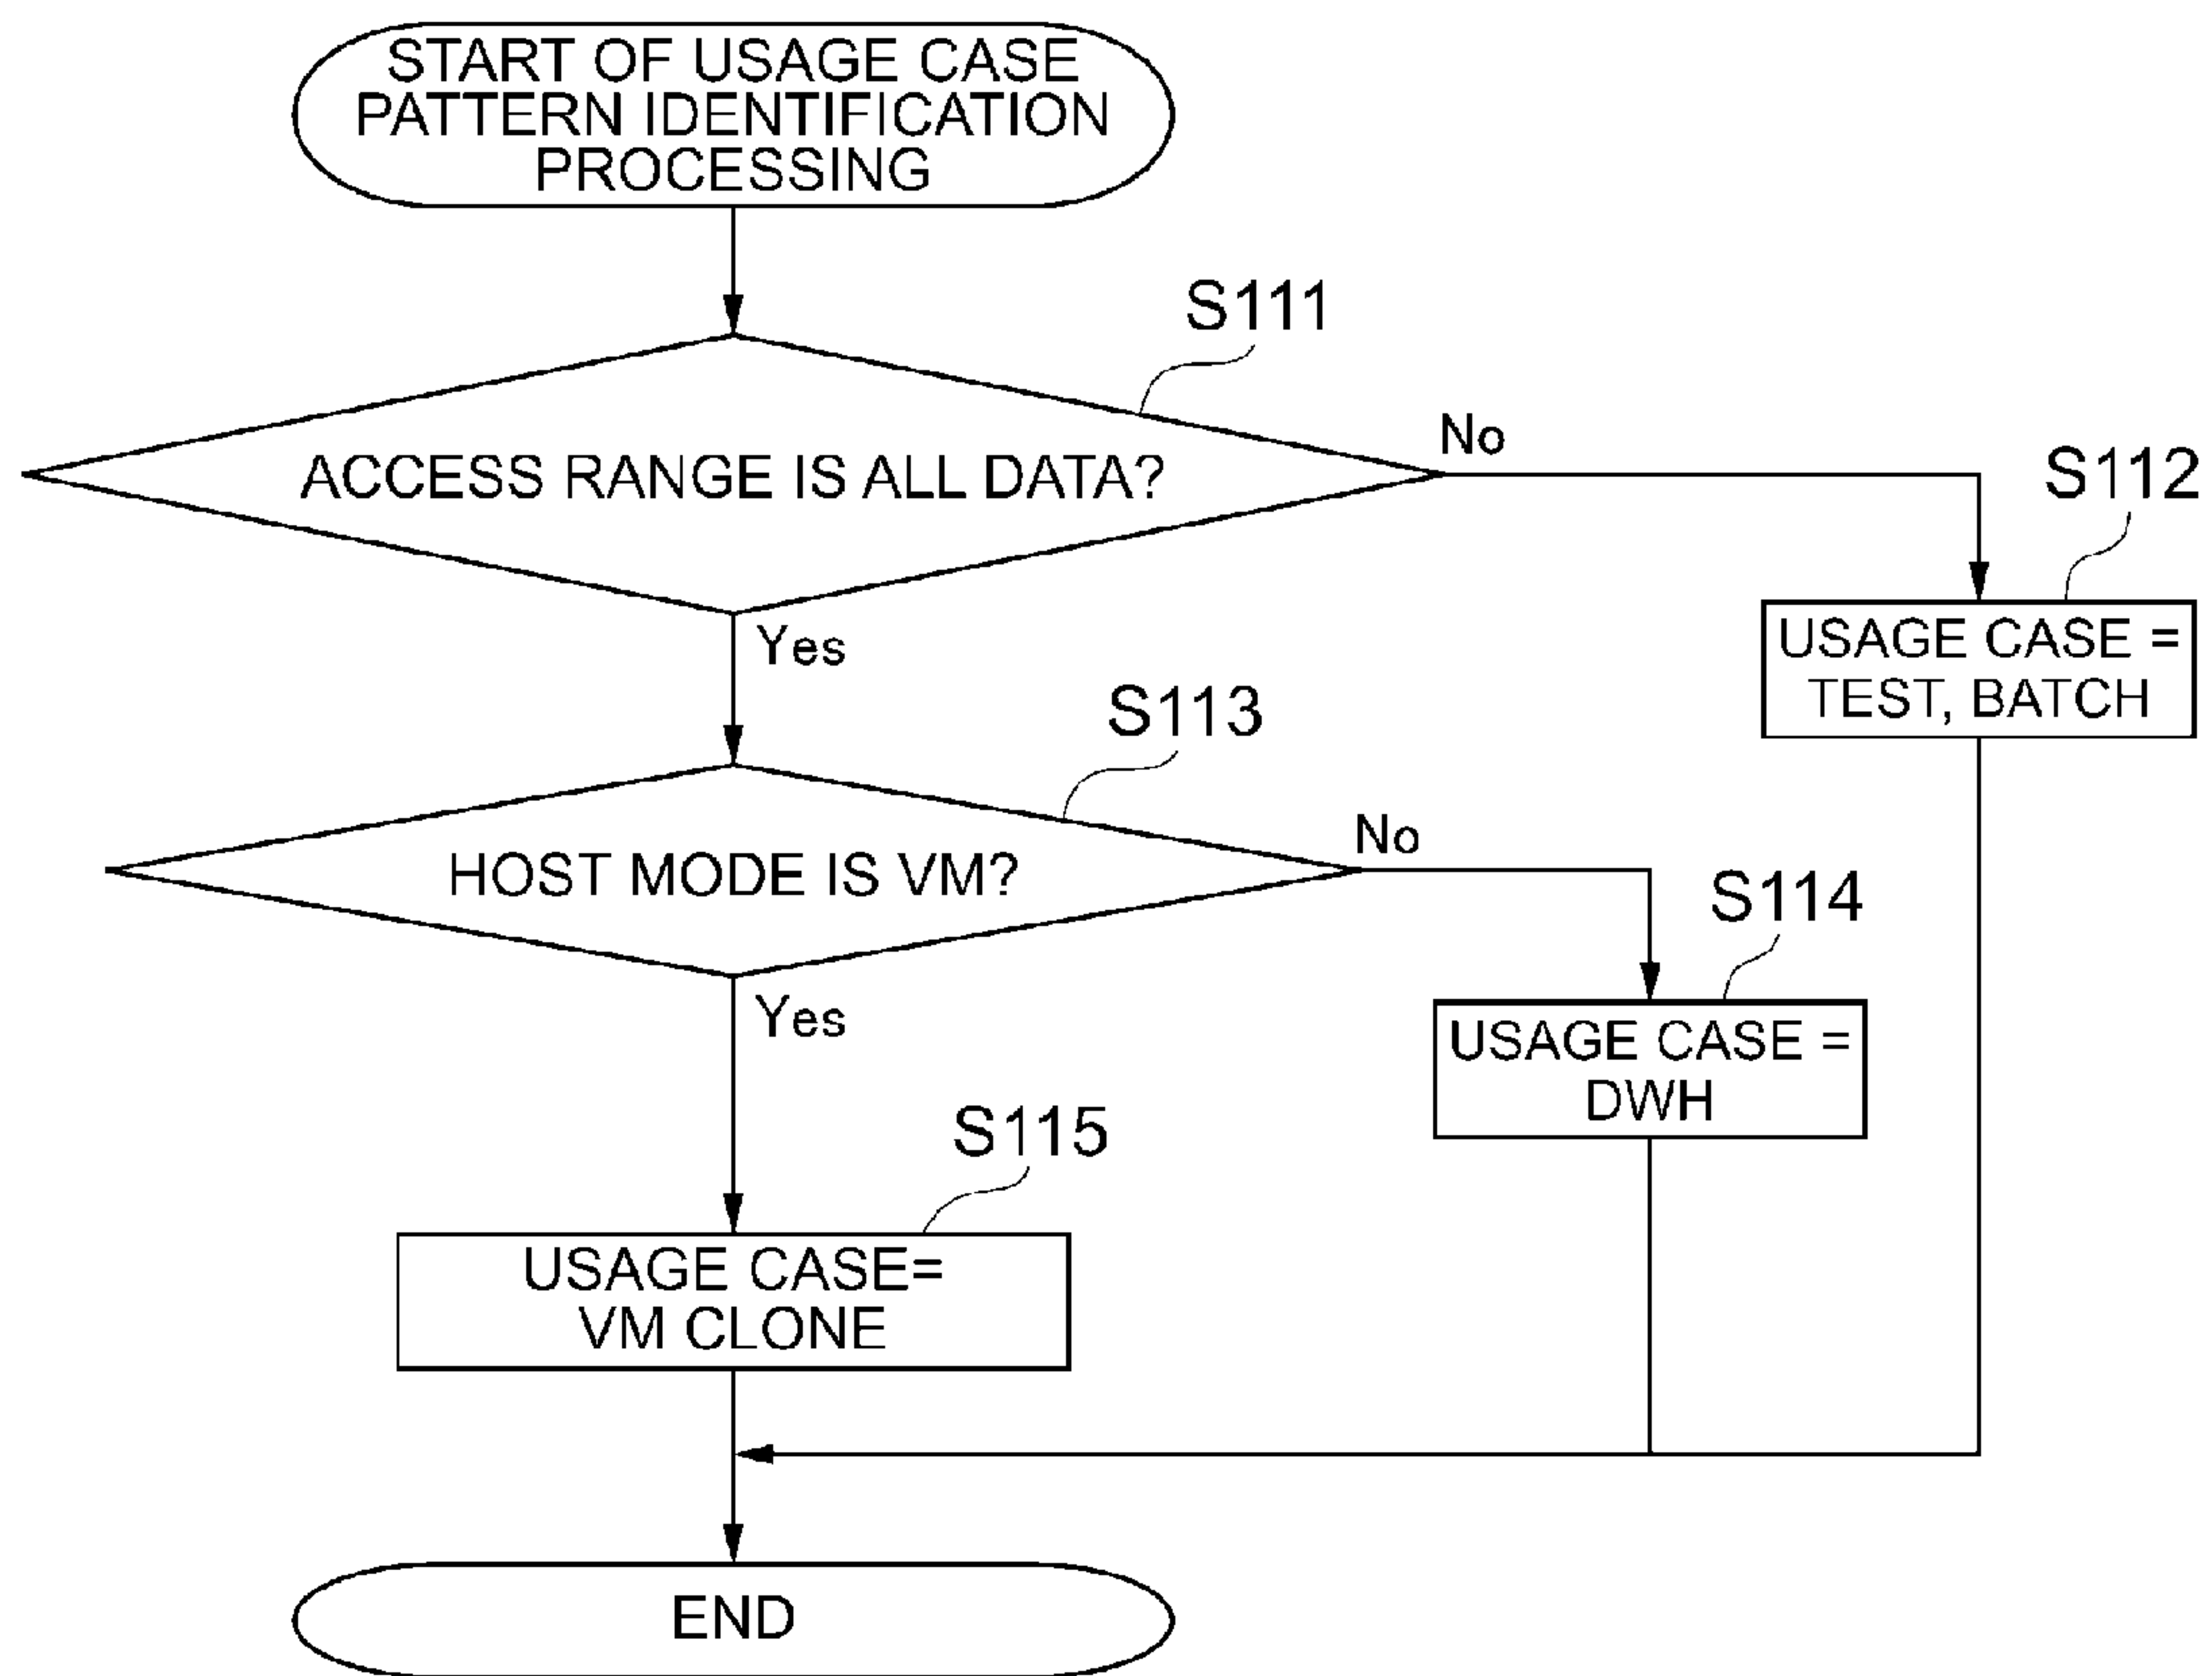 START OF USAGE CASE
PATTERN IDENTIFICATION
PROCESSING
S111
ACCESS RANGE IS ALL DATA?
No
S112
USAGE CASE =
TEST, BATCH
Yes
S113
HOST MODE IS VM?
No
S114
USAGE CASE =
DWH
Yes
S115
USAGE CASE=
VM CLONE
END